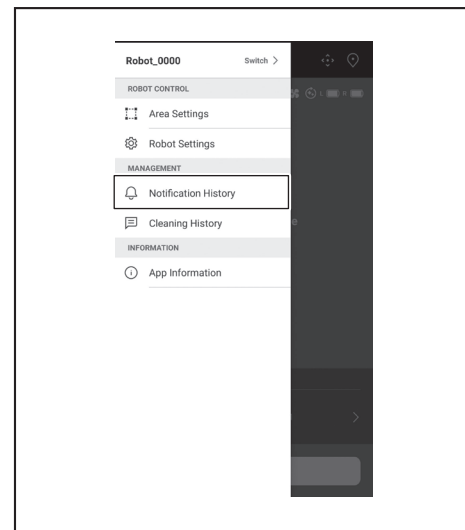 Robot_0000
Switch >
ROBOT CONTROL
Area Settings
Robot Settings
MANAGEMENT
Notification History
Cleaning History
INFORMATION
App Information